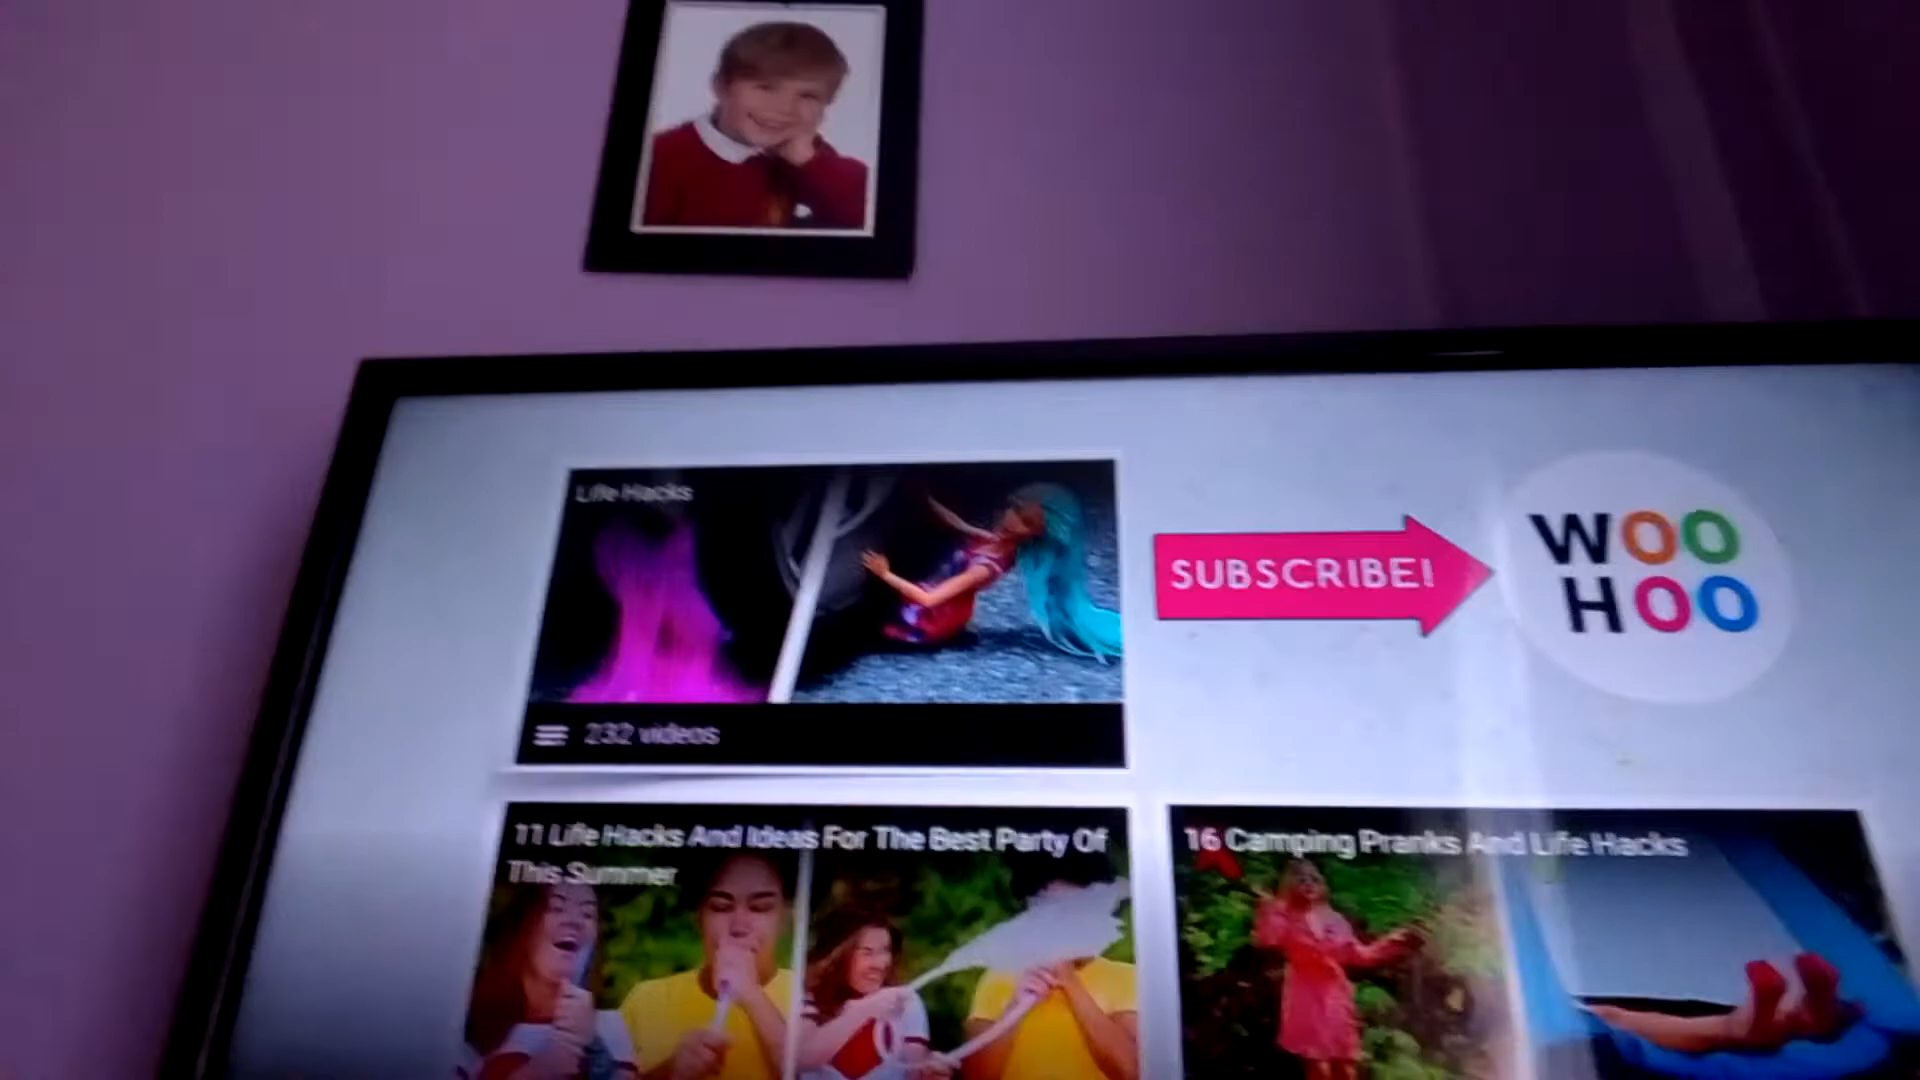 Life Hacks
SUBSCRIBE!
WOO
HOO
232 videos
11 Life Hacks And Ideas For The Best Party Of
This Summer
16 Camping Pranks And Life Hacks